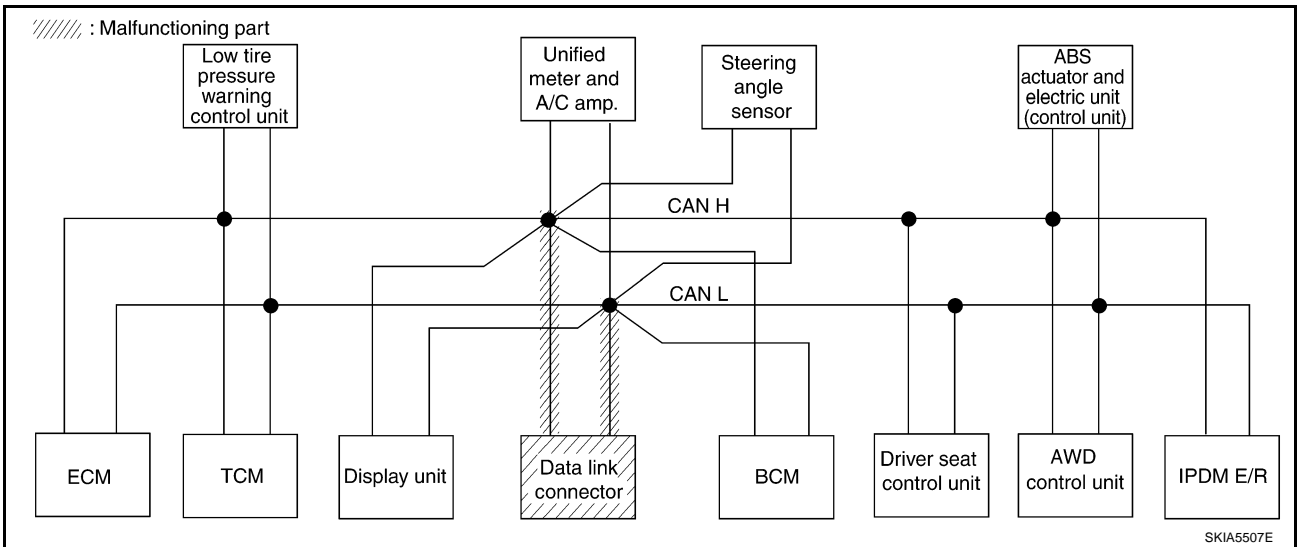 : Malfunctioning part
Low tire
pressure
warning
control unit
Unified
meter and
A/C amp.
Steering
angle
sensor
ABS
actuator and
electric unit
(control unit)
CAN H
CAN L
ECM
TCM
Display unit
Data link
connector
BCM
Driver seat
control unit
AWD
control unit
IPDM E/R
SKIA5507E